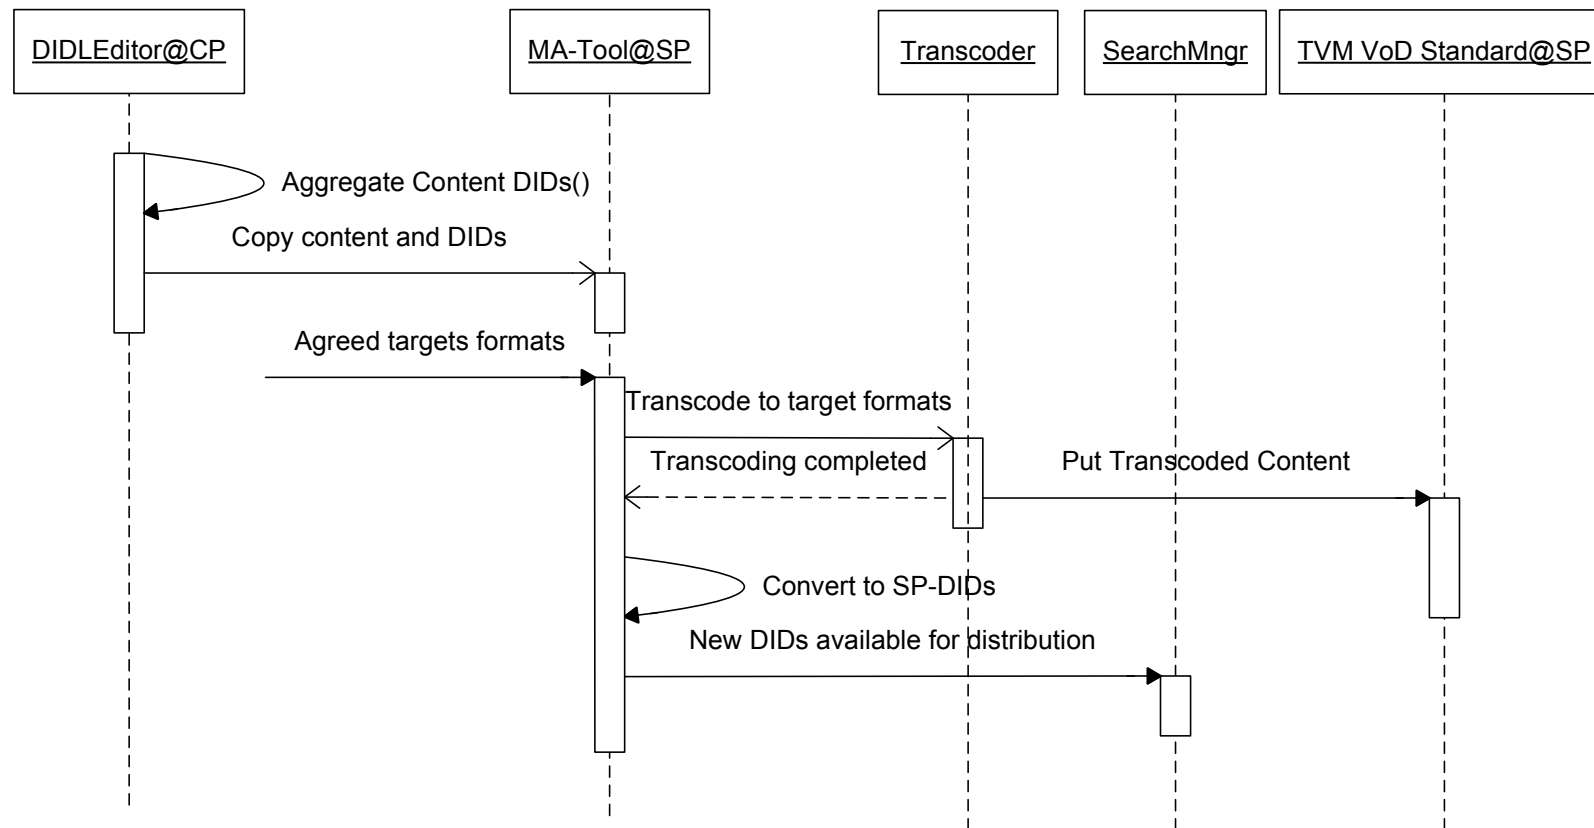 DIDLEditor@CP
MA-Tool@SP
Transcoder
SearchMngr
TVM VoD Standard@SP
Aggregate Content DIDs()
Copy content and DIDs
Agreed targets formats
Transcode to target formats
Transcoding completed
Put Transcoded Content
Convert to SP-DIDs
New DIDs available for distribution